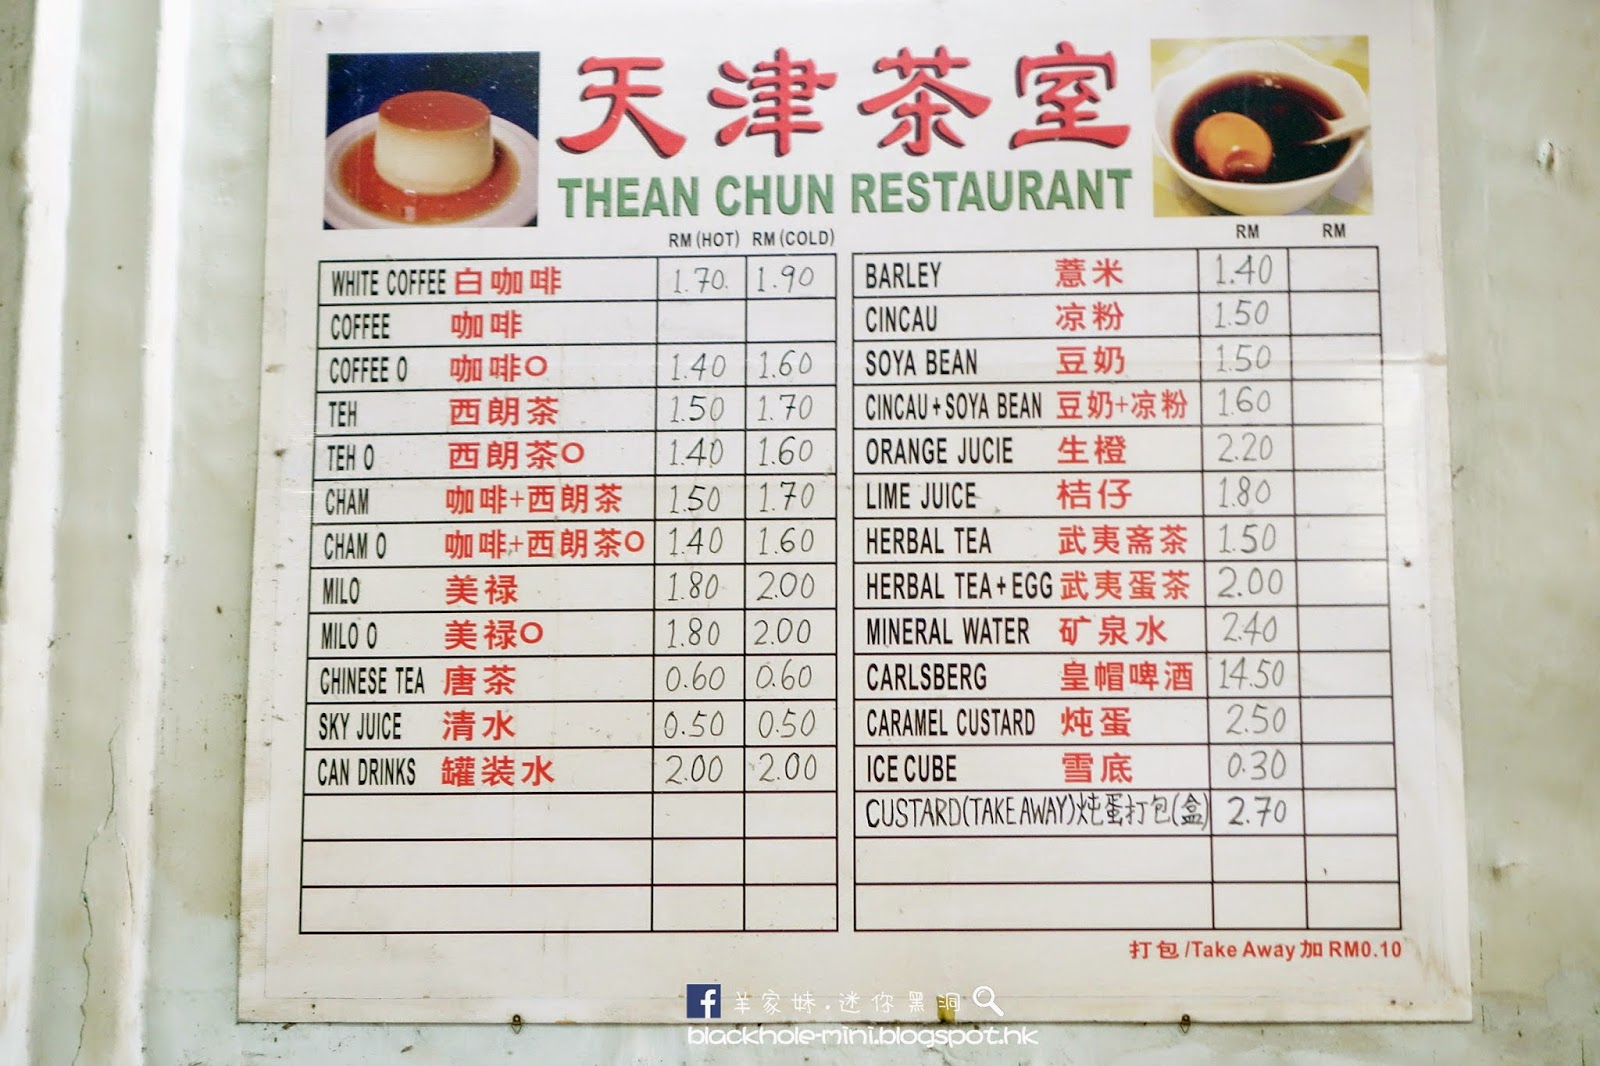 天津茶室
THEAN CHUN RESTAURANT
RM (HOT) RM (COLD)
WHITE COFFEE 白咖啡 1.70. 1.90
COFFEE 咖啡
COFFEE O 咖啡O 1.40 1.60
TEH 西朗茶 1.50 1.70
TEH O 西朗茶O 1.40 1.60
CHAM 咖啡+西朗茶 1.50 1.70
CHAM O 咖啡+西朗茶O 1.40 1.60
MILO 美禄 1.80 2.00
MILO O 美禄O 1.80 2.00
CHINESE TEA 唐茶 0.60 0.60
SKY JUICE 清水 0.50 0.50
CAN DRINKS 罐装水 2.00 2.00
RM RM
BARLEY 薏米 1.40
CINCAU 凉粉 1.50
SOYA BEAN 豆奶 1.50
CINCAU+SOYA BEAN 豆奶+凉粉 1.60
ORANGE JUCIE 生橙 2.20
LIME JUICE 桔仔 1.80
HERBAL TEA 武夷斋茶 1.50
HERBAL TEA+EGG 武夷蛋茶 2.00
MINERAL WATER 矿泉水 2.40
CARLSBERG 皇帽啤酒 14.50
CARAMEL CUSTARD 炖蛋 2.50
ICE CUBE 雪底 0.30
CUSTARD(TAKE AWAY)炖蛋打包(盒) 2.70
打包/Take Away加RM0.10
f 羊家妹.迷你黑洞
blackhole-mini.blogspot.hk